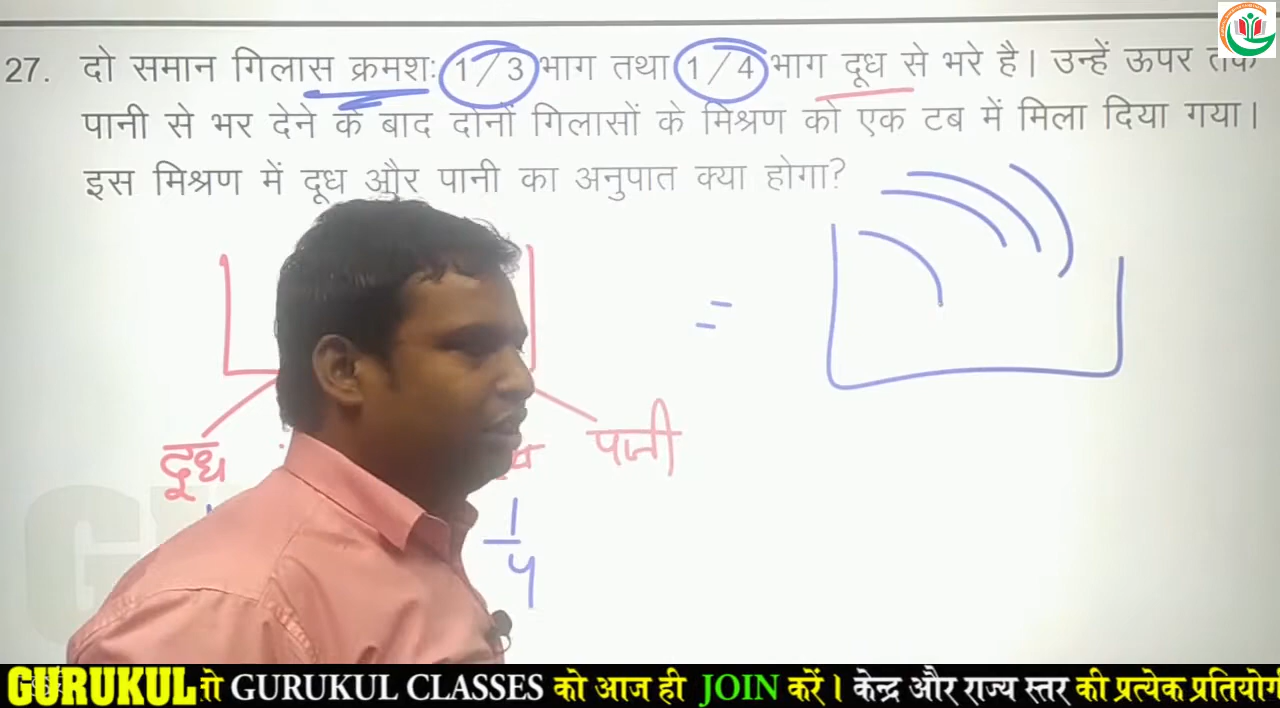 27. दो समान गिलास क्रमशः 1/3 भाग तथा 1/4 भाग दूध से भरे है। उन्हें ऊपर तक
पानी से भर देने के बाद दोनों गिलासों के मिश्रण को एक टब में मिला दिया गया।
इस मिश्रण में दूध और पानी का अनुपात क्या होगा?
=
दूध पानी
1
4
GURUKUL GURUKUL CLASSES को आज ही JOIN करें। केन्द्र और राज्य स्तर की प्रत्येक